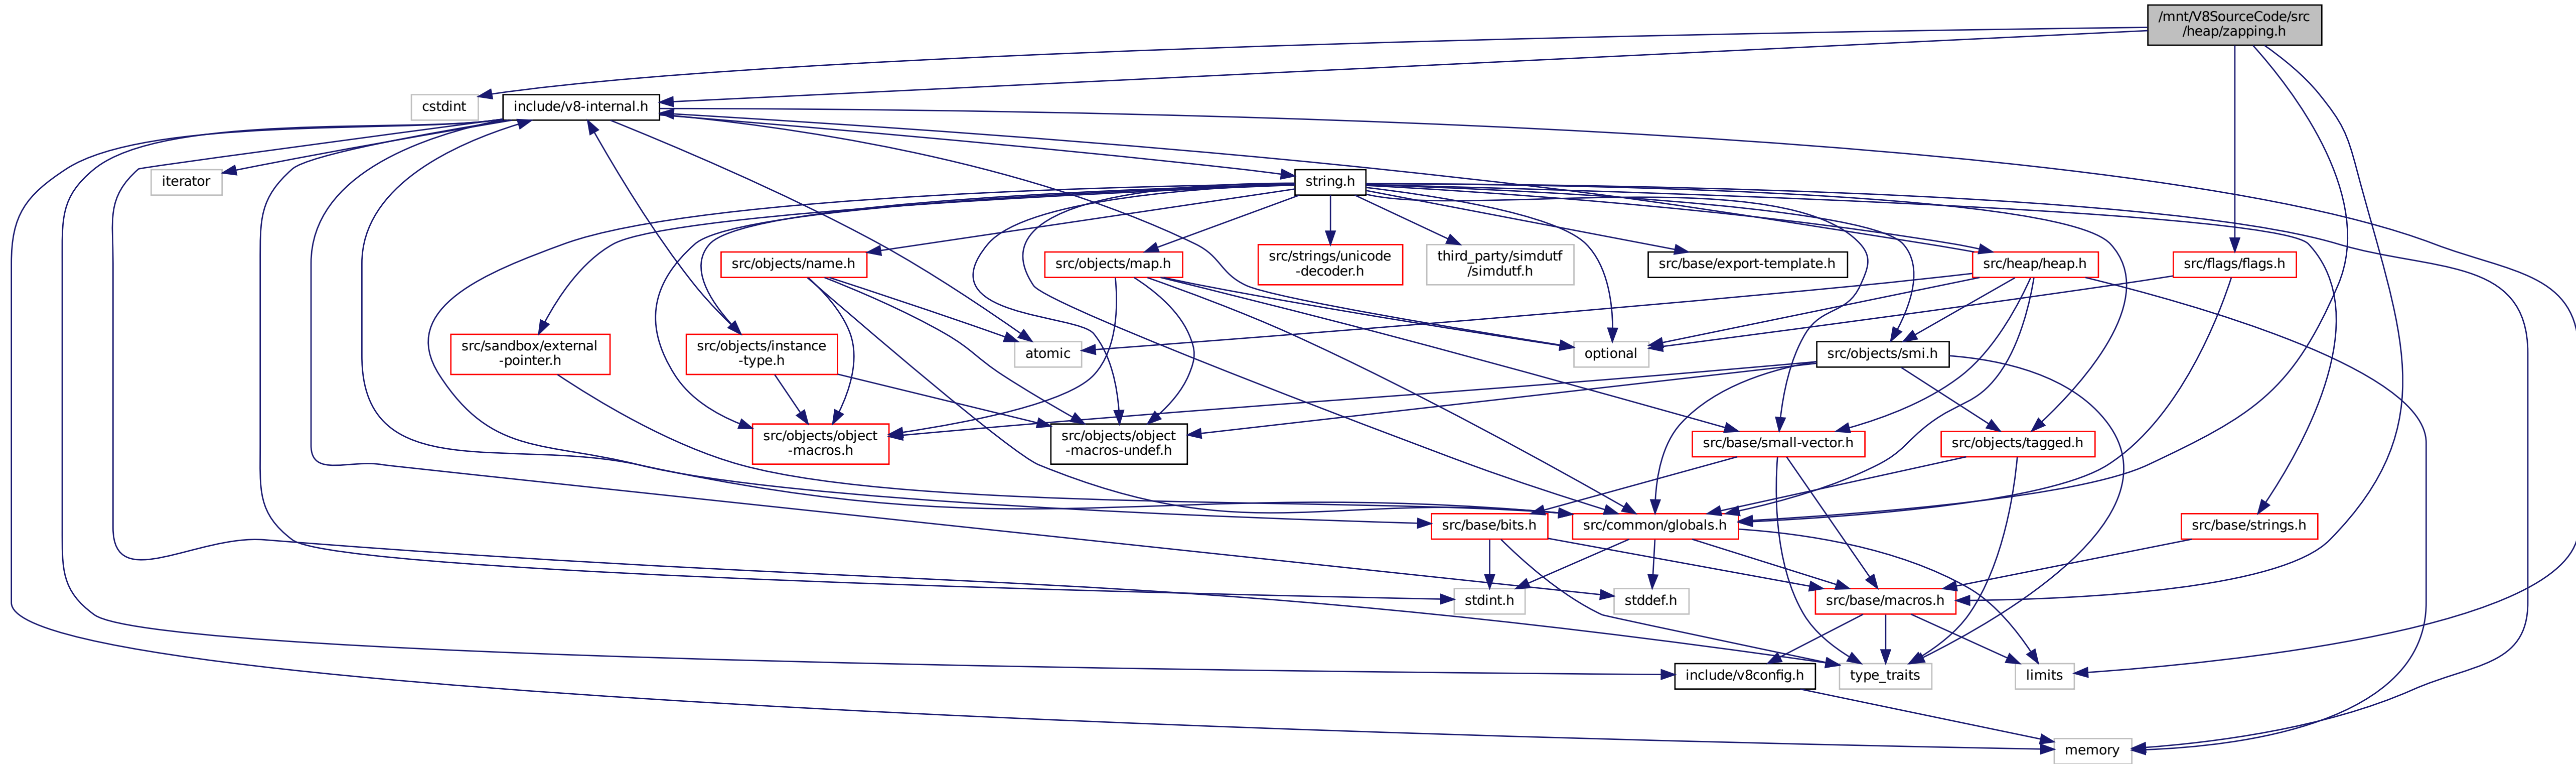 /mnt/V8SourceCode/src
/heap/zapping.h
cstdint
include/v8-internal.h
iterator
string.h
src/objects/name.h
src/objects/map.h
src/strings/unicode
-decoder.h
third_party/simdutf
/simdutf.h
src/base/export-template.h
src/heap/heap.h
src/flags/flags.h
src/sandbox/external
-pointer.h
src/objects/instance
-type.h
atomic
optional
src/objects/smi.h
src/objects/object
-macros.h
src/objects/object
-macros-undef.h
src/base/small-vector.h
src/objects/tagged.h
src/base/bits.h
src/common/globals.h
src/base/strings.h
stdint.h
stddef.h
src/base/macros.h
include/v8config.h
type_traits
limits
memory